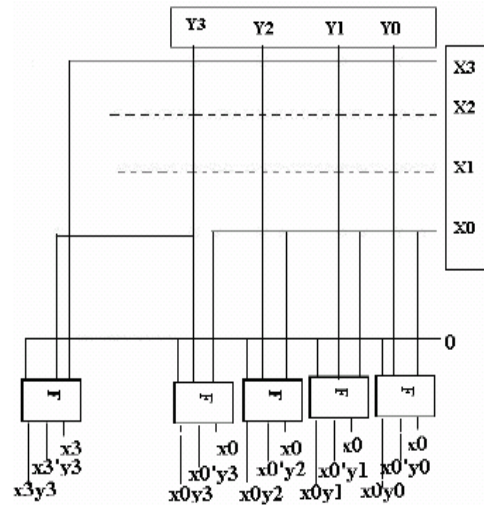 Y3 Y2 Y1 Y0
X3
X2
X1
X0
0
F F F F F
x3 x0 x0 x0 x0
x3'y3 x0'y3 x0'y2 x0'y1 x0'y0
x3y3 x0y3 x0y2 x0y1 x0y0